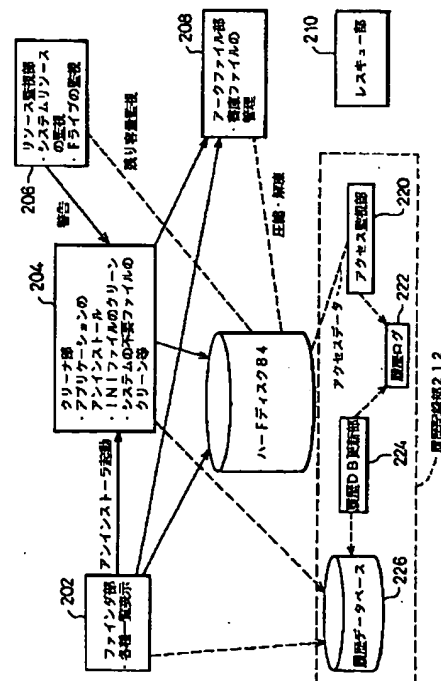 202
ファインダ部
・各種一覧表示
アンインストーラ起動
204
クリーナ部
・アプリケーションの
アンインストール
・INIファイルのクリーン
・システムの不要ファイルの
クリーン等
206
リソース監視部
・システムリソース
の監視
・ドライブの監視
警告
残り容量監視
208
アークファイル部
・書庫ファイルの
管理
圧縮・解凍
210
レスキュー部
ハードディスク84
アクセスデータ
220
アクセス監視部
222
履歴ログ
224
履歴DB更新部
226
履歴データベース
履歴記録部212